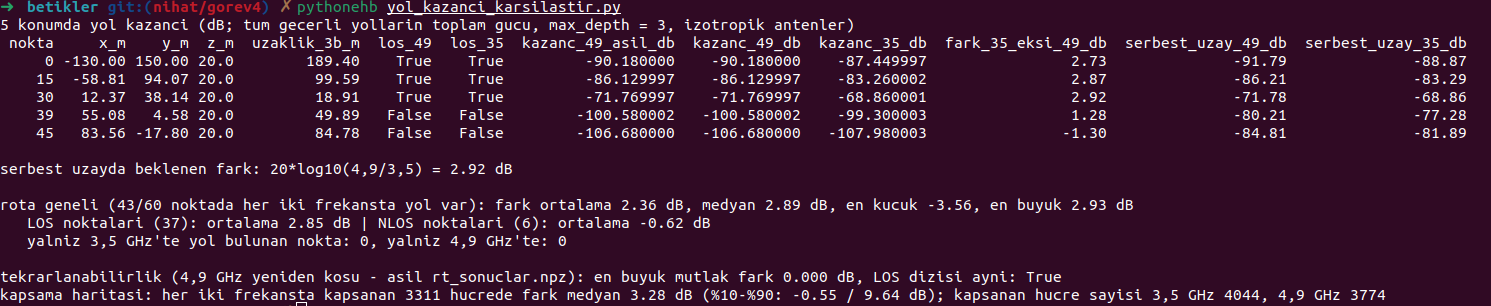 → betikler git:(nihat/gorev4) ✗ pythonehb yol_kazanci_karsilastir.py
5 konumda yol kazanci (dB; tum gecerli yollarin toplam gucu, max_depth = 3, izotropik antenler)
nokta x_m y_m z_m uzaklik_3b_m los_49 los_35 kazanc_49_asil_db kazanc_49_db kazanc_35_db fark_35_eksi_49_db serbest_uzay_49_db serbest_uzay_35_db
0 -130.00 150.00 20.0 189.40 True True -90.180000 -90.180000 -87.449997 2.73 -91.79 -88.87
15 -58.81 94.07 20.0 99.59 True True -86.129997 -86.129997 -83.260002 2.87 -86.21 -83.29
30 12.37 38.14 20.0 18.91 True True -71.769997 -71.769997 -68.860001 2.92 -71.78 -68.86
39 55.08 4.58 20.0 49.89 False False -100.580002 -100.580002 -99.300003 1.28 -80.21 -77.28
45 83.56 -17.80 20.0 84.78 False False -106.680000 -106.680000 -107.980003 -1.30 -84.81 -81.89
serbest uzayda beklenen fark: 20*log10(4,9/3,5) = 2.92 dB
rota geneli (43/60 noktada her iki frekansta yol var): fark ortalama 2.36 dB, medyan 2.89 dB, en kucuk -3.56, en buyuk 2.93 dB
LOS noktalari (37): ortalama 2.85 dB | NLOS noktalari (6): ortalama -0.62 dB
yalniz 3,5 GHz'te yol bulunan nokta: 0, yalniz 4,9 GHz'te: 0
tekrarlanabilirlik (4,9 GHz yeniden kosu - asil rt_sonuclar.npz): en buyuk mutlak fark 0.000 dB, LOS dizisi ayni: True
kapsama haritasi: her iki frekansta kapsanan 3311 hucrede fark medyan 3.28 dB (%10-%90: -0.55 / 9.64 dB); kapsanan hucre sayisi 3,5 GHz 4044, 4,9 GHz 3774